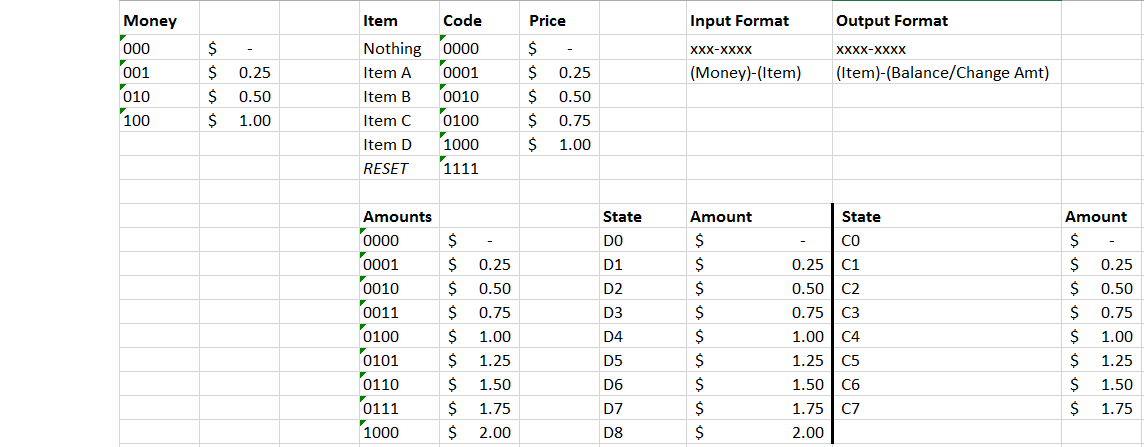 Money Item Code Price Input Format Output Format
000 $ - Nothing 0000 $ - xxx-xxxx xxxx-xxxx
001 $ 0.25 Item A 0001 $ 0.25 (Money)-(Item) (Item)-(Balance/Change Amt)
010 $ 0.50 Item B 0010 $ 0.50
100 $ 1.00 Item C 0100 $ 0.75
Item D 1000 $ 1.00
RESET 1111
Amounts State Amount State Amount
0000 $ - D0 $ - C0 $ -
0001 $ 0.25 D1 $ 0.25 C1 $ 0.25
0010 $ 0.50 D2 $ 0.50 C2 $ 0.50
0011 $ 0.75 D3 $ 0.75 C3 $ 0.75
0100 $ 1.00 D4 $ 1.00 C4 $ 1.00
0101 $ 1.25 D5 $ 1.25 C5 $ 1.25
0110 $ 1.50 D6 $ 1.50 C6 $ 1.50
0111 $ 1.75 D7 $ 1.75 C7 $ 1.75
1000 $ 2.00 D8 $ 2.00